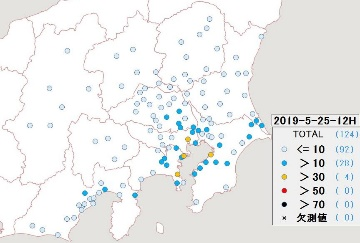 2019-5-25-12H
TOTAL (124)
<= 10 (92)
> 10 (28)
> 30 ( 4)
> 50 ( 0)
> 70 ( 0)
× 欠測値 ( 0)